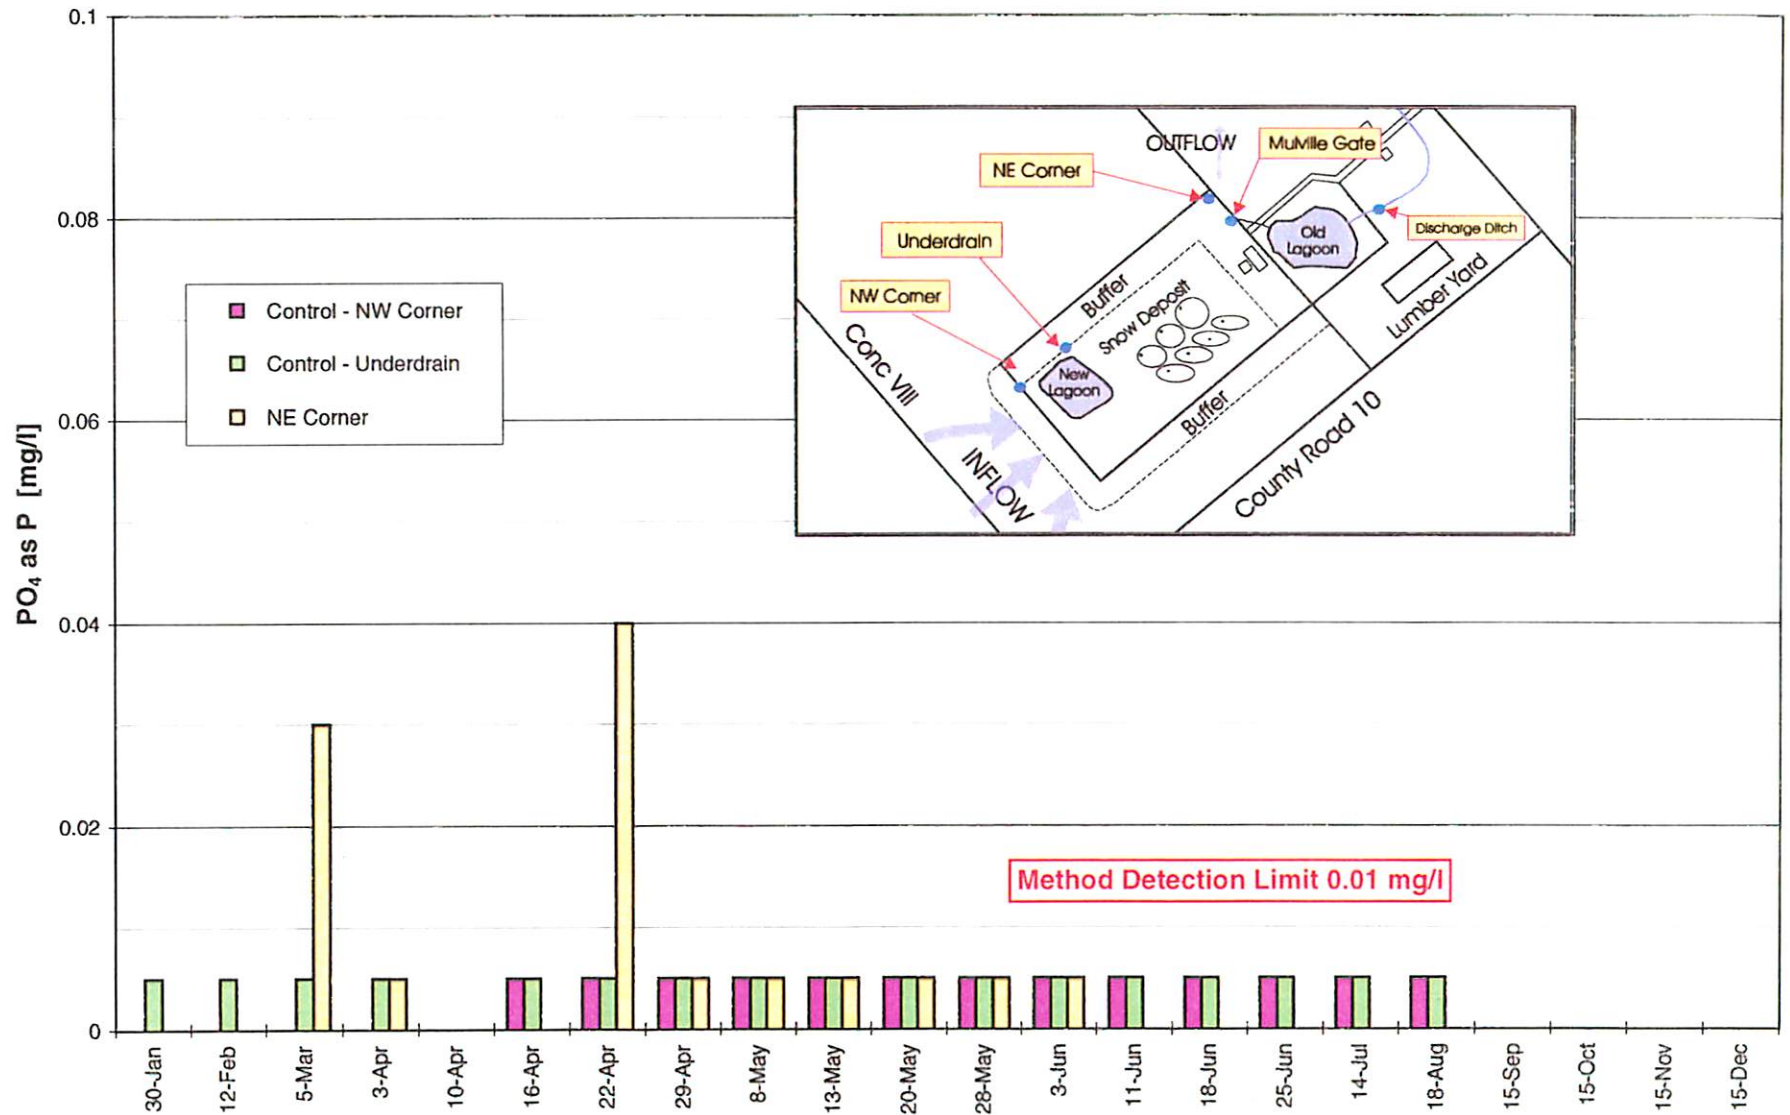 0.1
0.08
0.06
0.04
0.02
0
PO₄ as P [mg/l]
Control - NW Corner
Control - Underdrain
NE Corner
OUTFLOW
Mulville Gate
NE Corner
Underdrain
NW Corner
Old
Lagoon
Discharge Ditch
Buffer
Snow Deposit
Lumber Yard
Conc VIII
New
Lagoon
Buffer
INFLOW
County Road 10
Method Detection Limit 0.01 mg/l
30-Jan
12-Feb
5-Mar
3-Apr
10-Apr
16-Apr
22-Apr
29-Apr
8-May
13-May
20-May
28-May
3-Jun
11-Jun
18-Jun
25-Jun
14-Jul
18-Aug
15-Sep
15-Oct
15-Nov
15-Dec